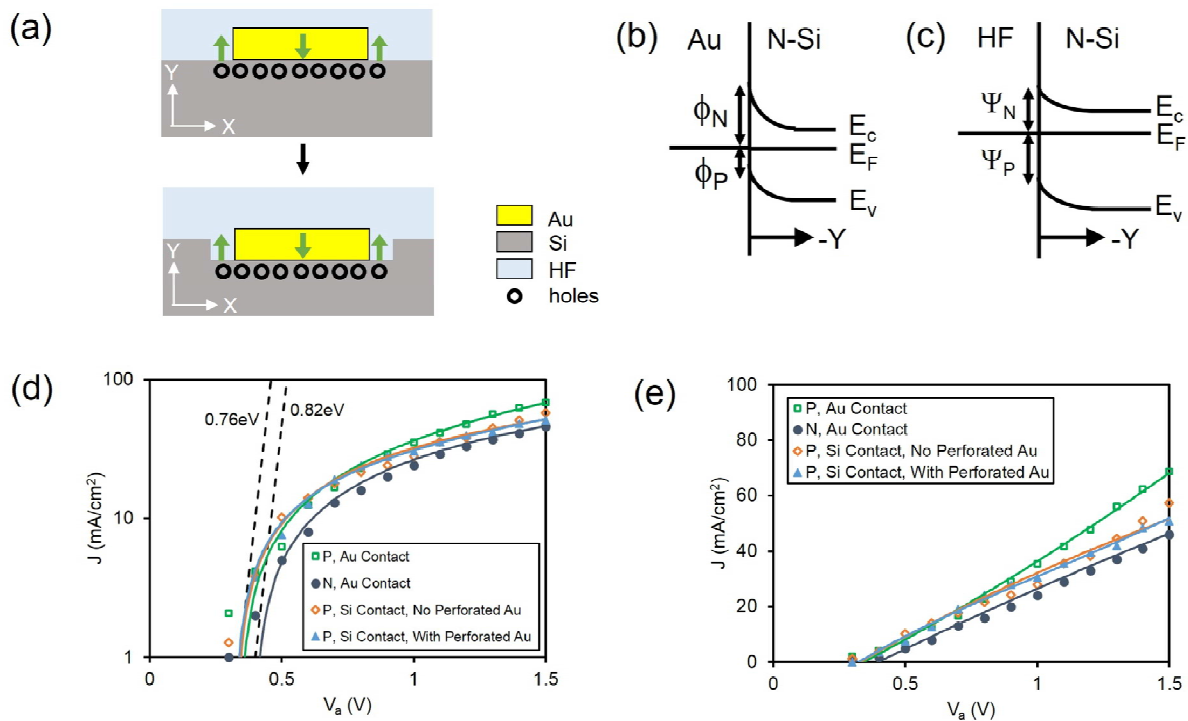 (a)
Y
X
Y
X
Au
Si
HF
holes
(b)
Au
N-Si
ϕN
ϕP
Ec
EF
Ev
-Y
(c)
HF
N-Si
ΨN
ΨP
Ec
EF
Ev
-Y
(d)
J (mA/cm²)
100
10
1
0.76eV
0.82eV
P, Au Contact
N, Au Contact
P, Si Contact, No Perforated Au
P, Si Contact, With Perforated Au
0
0.5
1
1.5
Va (V)
(e)
J (mA/cm²)
100
80
60
40
20
0
P, Au Contact
N, Au Contact
P, Si Contact, No Perforated Au
P, Si Contact, With Perforated Au
0
0.5
1
1.5
Va (V)